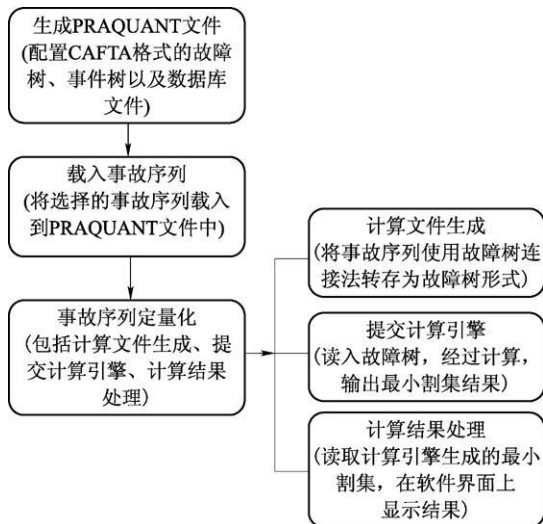 生成PRAQUANT文件
(配置CAFTA格式的故障
树、事件树以及数据库
文件)
载入事故序列
(将选择的事故序列载入
到PRAQUANT文件中)
事故序列定量化
(包括计算文件生成、提
交计算引擎、计算结果
处理)
计算文件生成
(将事故序列使用故障树连
接法转存为故障树形式)
提交计算引擎
(读入故障树，经过计算，
输出最小割集结果)
计算结果处理
(读取计算引擎生成的最小
割集，在软件界面上
显示结果)